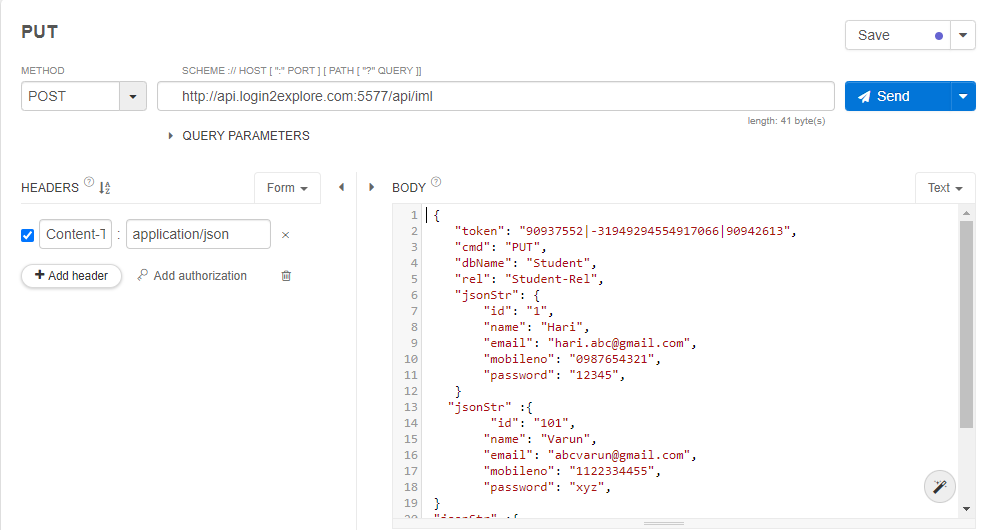 PUT
Save
METHOD
SCHEME :// HOST [ ":" PORT ] [ PATH [ "?" QUERY ]]
POST
http://api.login2explore.com:5577/api/iml
Send
length: 41 byte(s)
QUERY PARAMETERS
HEADERS ?
Form
BODY ?
Text
Content-T : application/json ×
+ Add header
Add authorization
1 {
2 "token": "90937552|-31949294554917066|90942613",
3 "cmd": "PUT",
4 "dbName": "Student",
5 "rel": "Student-Rel",
6 "jsonStr": {
7 "id": "1",
8 "name": "Hari",
9 "email": "hari.abc@gmail.com",
10 "mobileno": "0987654321",
11 "password": "12345",
12 }
13 "jsonStr" :{
14 "id": "101",
15 "name": "Varun",
16 "email": "abcvarun@gmail.com",
17 "mobileno": "1122334455",
18 "password": "xyz",
19 }
20 "jsonStr" :{